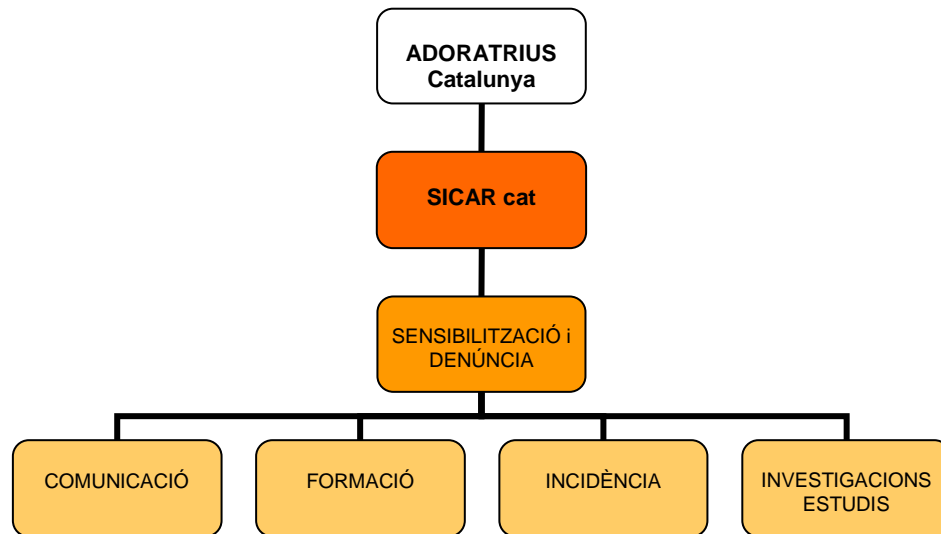 ADORATRIUS
Catalunya
SICAR cat
SENSIBILITZACIÓ i
DENÚNCIA
COMUNICACIÓ
FORMACIÓ
INCIDÈNCIA
INVESTIGACIONS
ESTUDIS